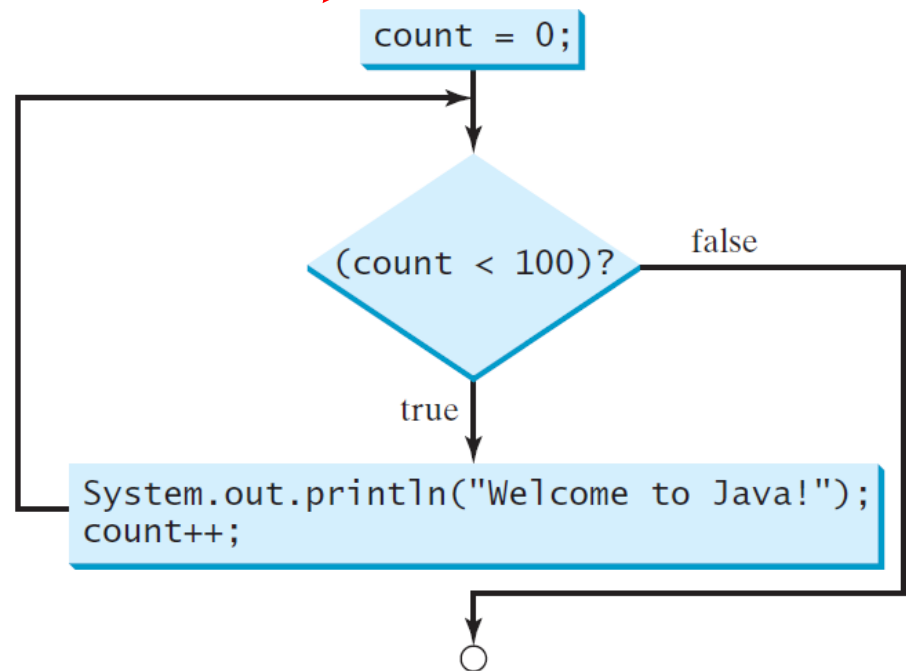 count = 0;
(count < 100)?
false
true
System.out.println("Welcome to Java!");
count++;